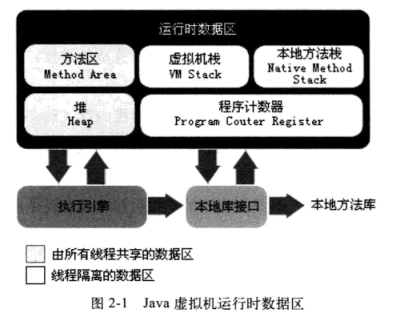 运行时数据区
方法区
Method Area
虚拟机栈
VM Stack
本地方法栈
Native Method
Stack
堆
Heap
程序计数器
Program Couter Register
执行引擎
本地库接口
本地方法库
由所有线程共享的数据区
线程隔离的数据区
图 2-1 Java 虚拟机运行时数据区